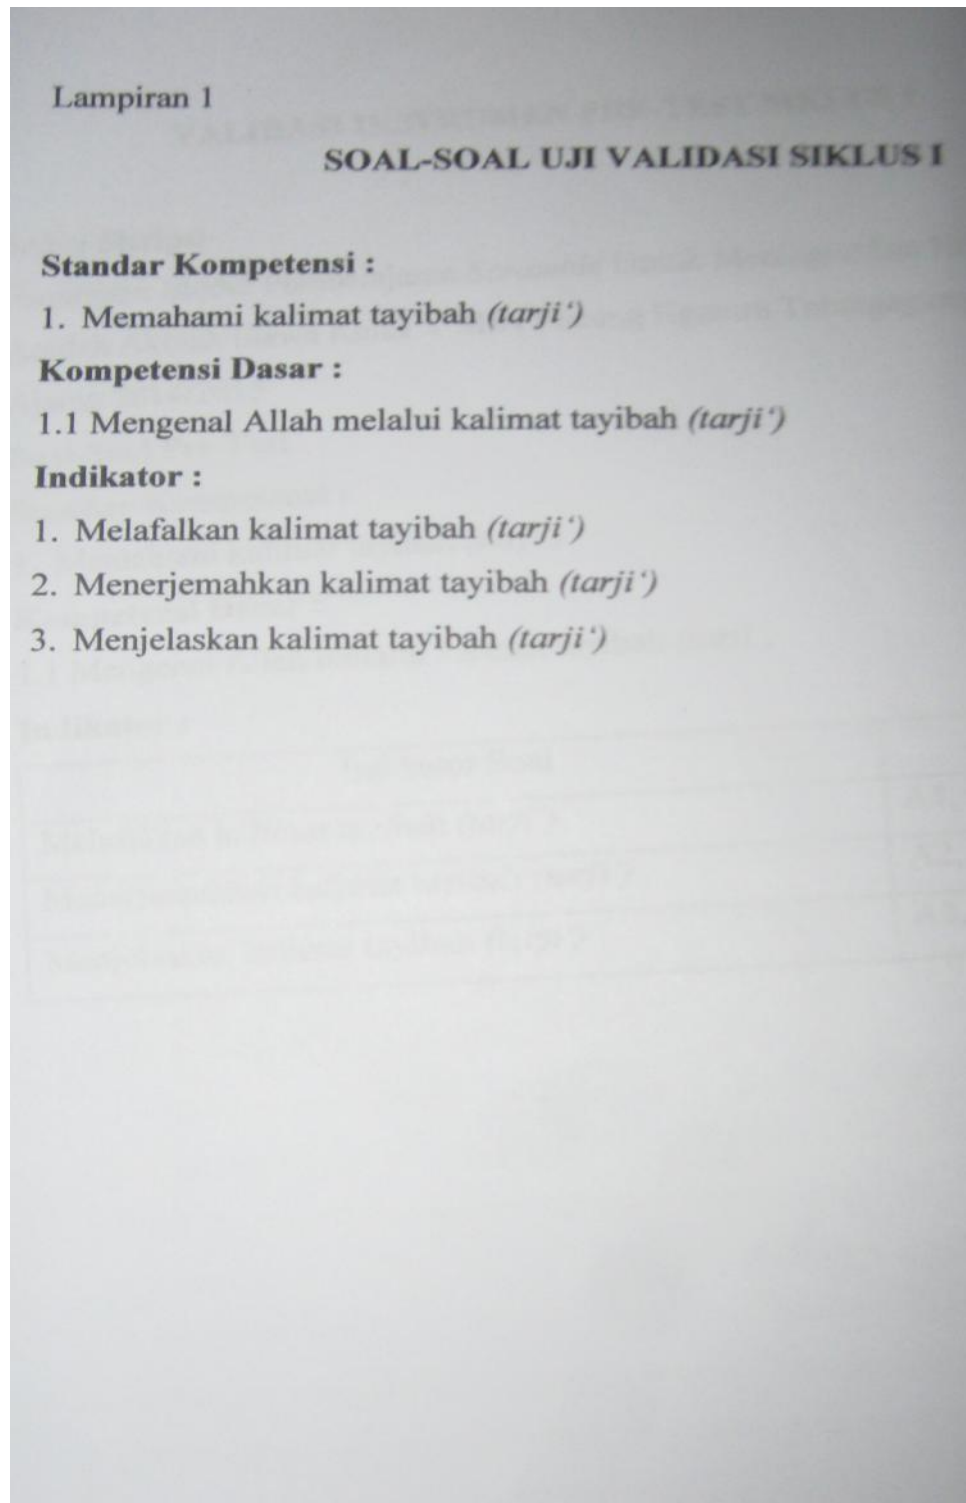 Lampiran 1
SOAL-SOAL UJI VALIDASI SIKLUS I
Standar Kompetensi :
1. Memahami kalimat tayibah (tarji‘)
Kompetensi Dasar :
1.1 Mengenal Allah melalui kalimat tayibah (tarji‘)
Indikator :
1. Melafalkan kalimat tayibah (tarji‘)
2. Menerjemahkan kalimat tayibah (tarji‘)
3. Menjelaskan kalimat tayibah (tarji‘)